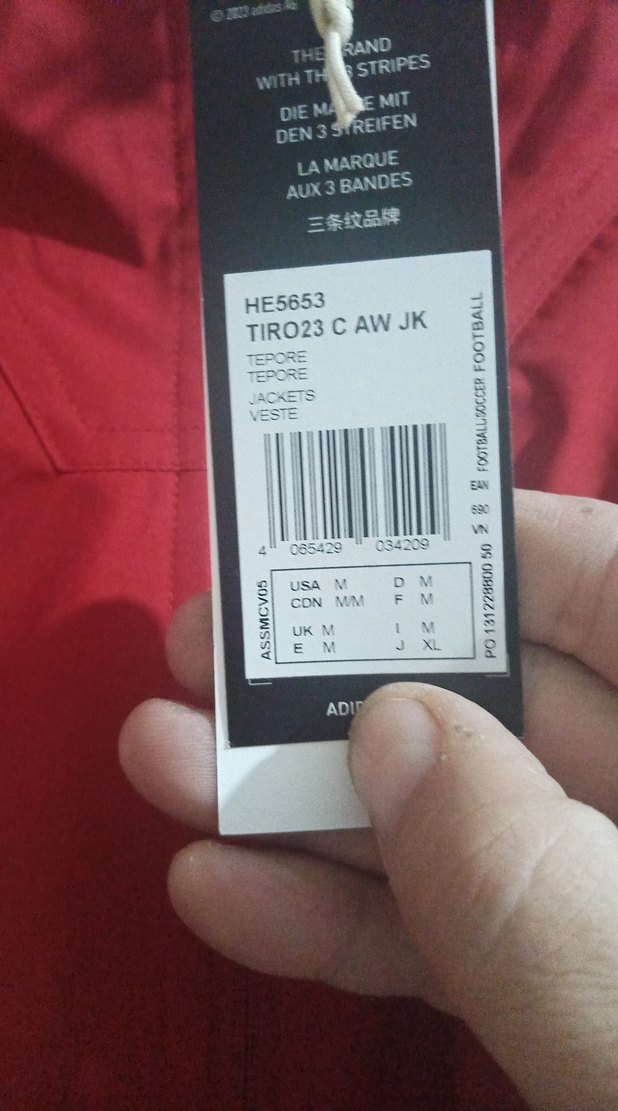 © 2023 adidas AG
THE BRAND
WITH THE 3 STRIPES
DIE MARKE MIT
DEN 3 STREIFEN
LA MARQUE
AUX 3 BANDES
三条纹品牌
HE5653
TIRO23 C AW JK
TEPORE
TEPORE
JACKETS
VESTE
4 065429 034209
USA M D M
CDN M/M F M
UK M I M
E M J XL
ASSMCV05
FOOTBALL/SOCCER FOOTBALL
EAN
690
VN
PO 131228800 50